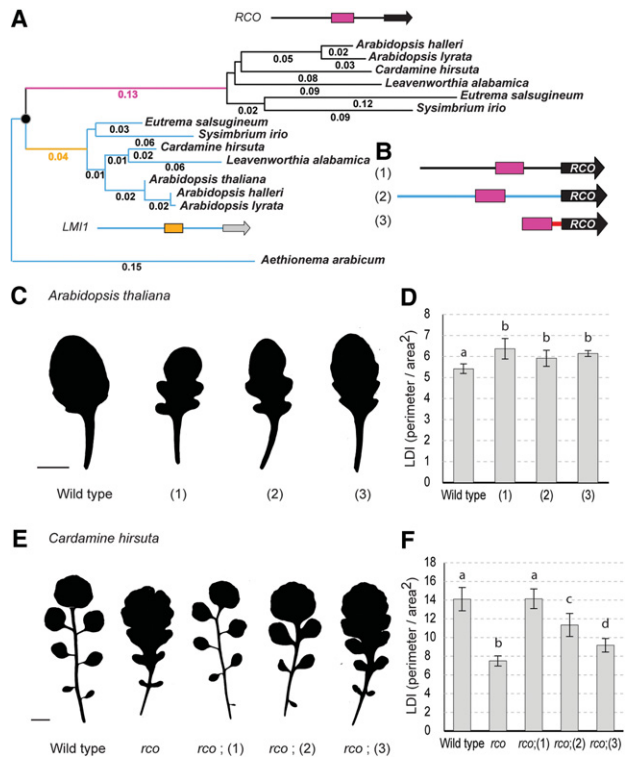 A
RCO
0.02
Arabidopsis halleri
0.05
Arabidopsis lyrata
0.03
Cardamine hirsuta
0.08
Leavenworthia alabamica
0.13
0.09
Eutrema salsugineum
0.02
0.12
Sysimbrium irio
0.09
Eutrema salsugineum
0.03
Sysimbrium irio
0.04
0.06
Cardamine hirsuta
0.01
0.02
Leavenworthia alabamica
0.01
0.06
Arabidopsis thaliana
0.02
Arabidopsis halleri
0.02
Arabidopsis lyrata
LMI1
Aethionema arabicum
0.15
B
(1)
RCO
(2)
RCO
(3)
RCO
C
Arabidopsis thaliana
Wild type
(1)
(2)
(3)
D
LDI (perimeter / area2)
8
7
6
5
4
3
2
1
0
a
b
b
b
Wild type
(1)
(2)
(3)
E
Cardamine hirsuta
Wild type
rco
rco ; (1)
rco ; (2)
rco ; (3)
F
LDI (perimeter / area2)
18
16
14
12
10
8
6
4
2
0
a
b
a
c
d
Wild type
rco
rco;(1)
rco;(2)
rco;(3)